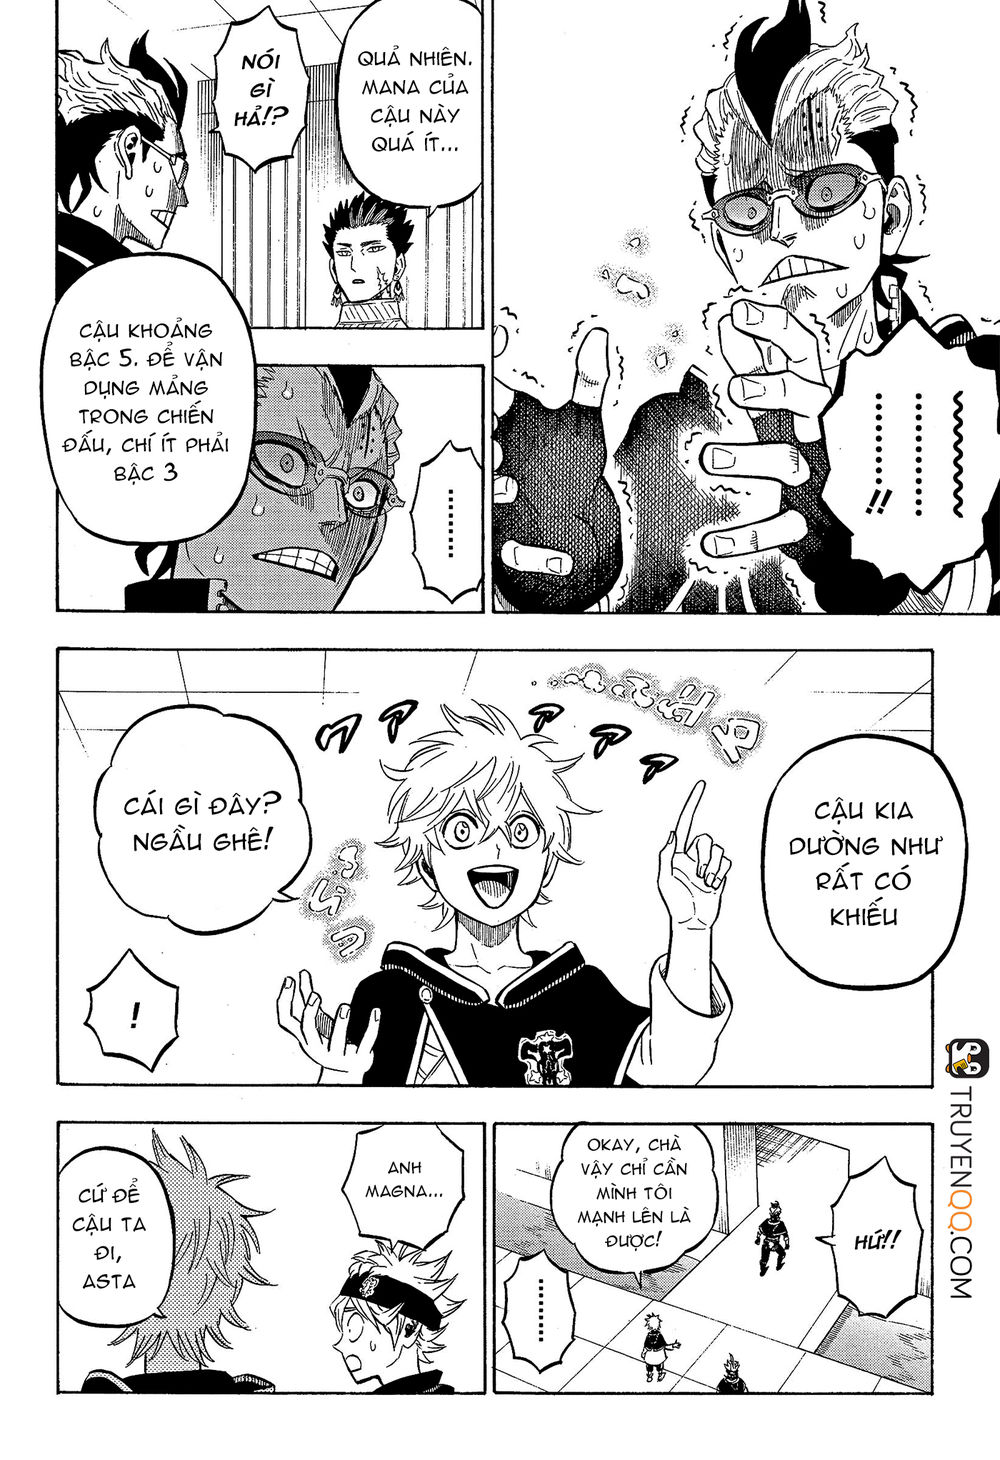 ..........
..........!!
QUẢ NHIÊN.
MANA CỦA
CẬU NÀY
QUÁ ÍT...
NÓI
GÌ
HẢ!?
CẬU KHOẢNG
BẬC 5. ĐỂ VẬN
DỤNG MẢNG
TRONG CHIẾN
ĐẤU, CHÍ ÍT PHẢI
BẬC 3
........
CẬU KIA
DƯỜNG NHƯ
RẤT CÓ
KHIẾU
CÁI GÌ ĐÂY?
NGẦU GHÊ!
!
HỨ!!
OKAY, CHÀ
VẬY CHỈ CẦN
MÌNH TÔI
MẠNH LÊN LÀ
ĐƯỢC!
........
ANH
MAGNA...
CỨ ĐỂ
CẬU TA
ĐI,
ASTA
TRUYENQQ.COM